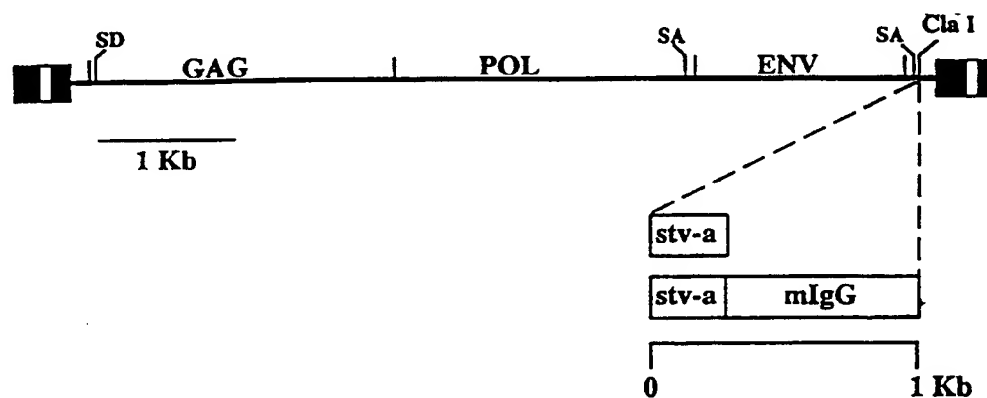 SD SA SA Cla I
GAG POL ENV
1 Kb
stv-a
stv-a mIgG
0 1 Kb